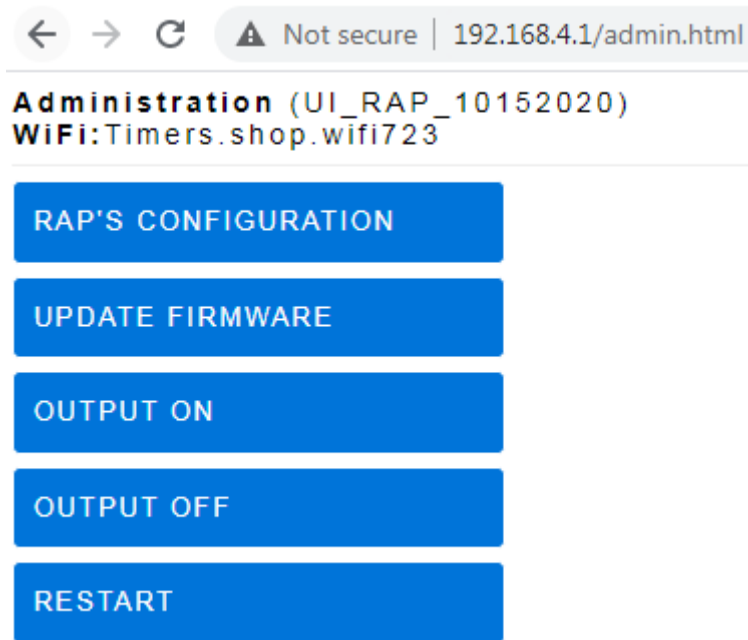 Not secure | 192.168.4.1/admin.html
Administration (UI_RAP_10152020)
WiFi:Timers.shop.wifi723
RAP'S CONFIGURATION
UPDATE FIRMWARE
OUTPUT ON
OUTPUT OFF
RESTART